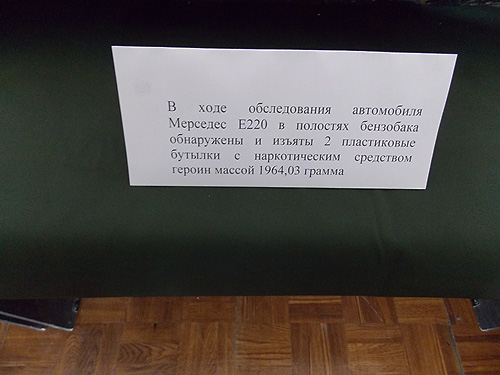 В ходе обследования автомобиля
Мерседес Е220 в полостях бензобака
обнаружены и изъяты 2 пластиковые
бутылки с наркотическим средством
героин массой 1964,03 грамма